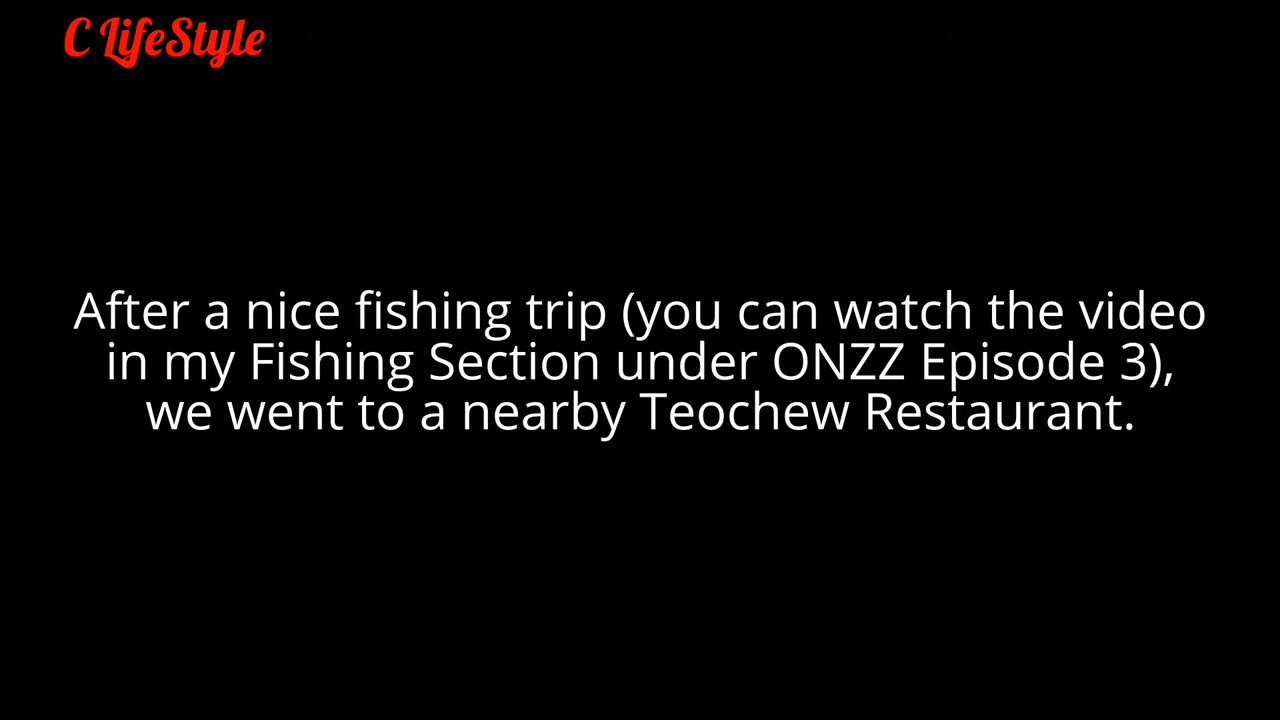 C LifeStyle
After a nice fishing trip (you can watch the video
in my Fishing Section under ONZZ Episode 3),
we went to a nearby Teochew Restaurant.